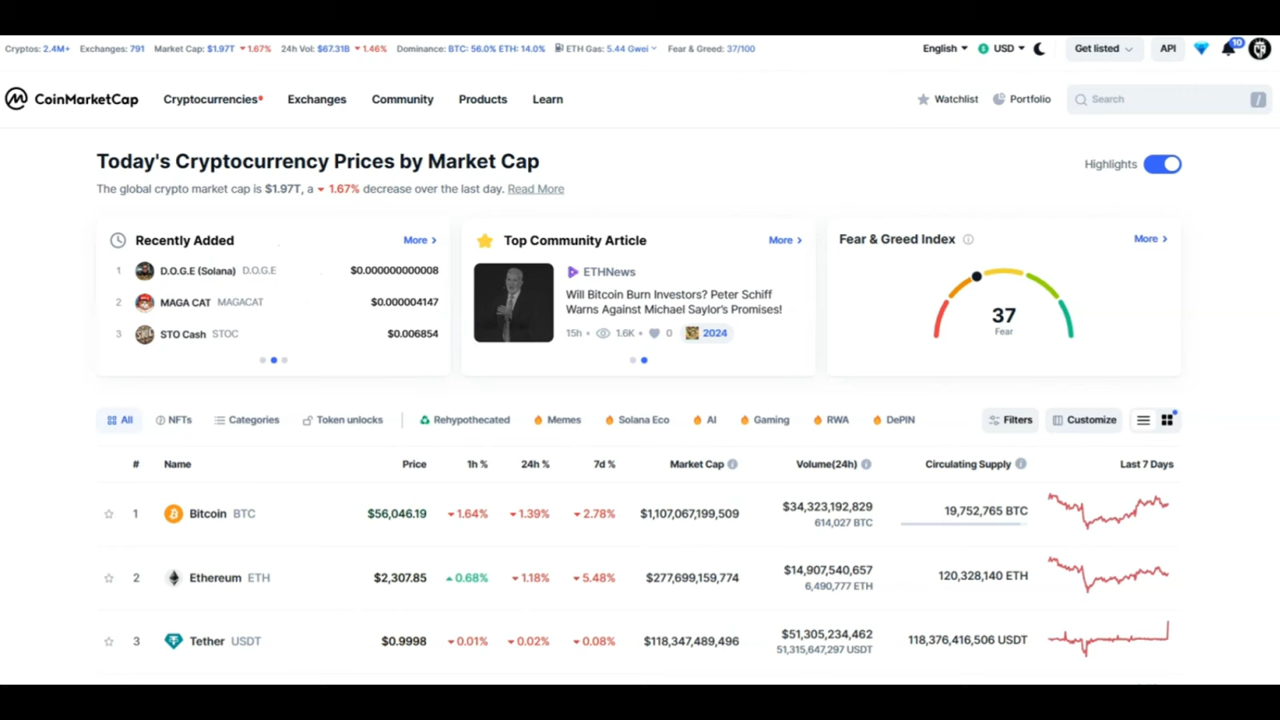 Cryptos: 2.4M+ Exchanges: 791 Market Cap: $1.97T 1.67% 24h Vol: $67.31B 1.46% Dominance: BTC: 56.0% ETH: 14.0% ETH Gas: 5.44 Gwei Fear & Greed: 37/100 English USD Get listed API 10
CoinMarketCap Cryptocurrencies Exchanges Community Products Learn Watchlist Portfolio Search /
Today's Cryptocurrency Prices by Market Cap
Highlights
The global crypto market cap is $1.97T, a 1.67% decrease over the last day. Read More
Recently Added More >
1 D.O.G.E (Solana) D.O.G.E $0.000000000008
2 MAGA CAT MAGACAT $0.000004147
3 STO Cash STOC $0.006854
Top Community Article More >
ETHNews
Will Bitcoin Burn Investors? Peter Schiff
Warns Against Michael Saylor's Promises!
15h • 1.6K • 0 2024
Fear & Greed Index More >
37
Fear
All NFTs Categories Token unlocks Rehypothecated Memes Solana Eco AI Gaming RWA DePIN Filters Customize
# Name Price 1h % 24h % 7d % Market Cap Volume(24h) Circulating Supply Last 7 Days
1 Bitcoin BTC $56,046.19 1.64% 1.39% 2.78% $1,107,067,199,509 $34,323,192,829 19,752,765 BTC
614,027 BTC
2 Ethereum ETH $2,307.85 0.68% 1.18% 5.48% $277,699,159,774 $14,907,540,657 120,328,140 ETH
6,490,777 ETH
3 Tether USDT $0.9998 0.01% 0.02% 0.08% $118,347,489,496 $51,305,234,462 118,376,416,506 USDT
51,315,647,297 USDT